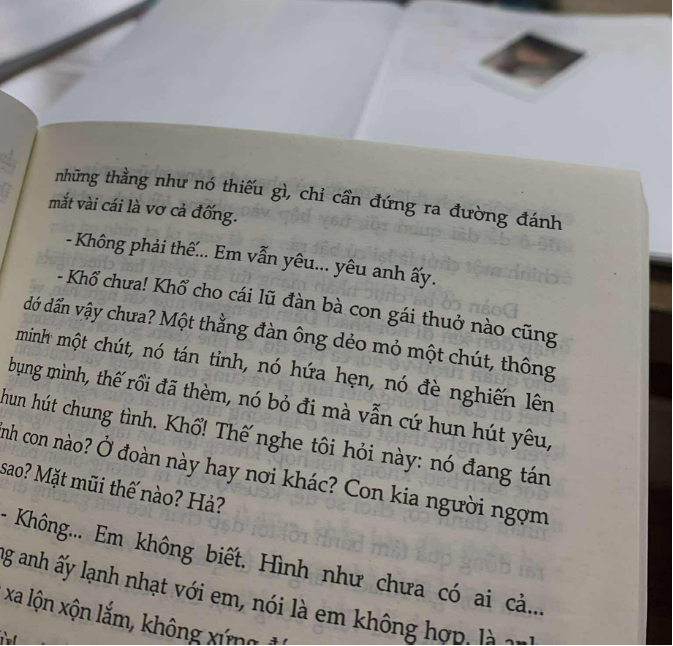 những thằng như nó thiếu gì, chỉ cần đứng ra đường đánh
mắt vài cái là vơ cả đống.
- Không phải thế... Em vẫn yêu... yêu anh ấy.
- Khổ chưa! Khổ cho cái lũ đàn bà con gái thuở nào cũng
dớ dẩn vậy chưa? Một thằng đàn ông dẻo mỏ một chút, thông
minh một chút, nó tán tỉnh, nó hứa hẹn, nó đè nghiến lên
bụng mình, thế rồi đã thèm, nó bỏ đi mà vẫn cứ hun hút yêu,
hun hút chung tình. Khổ! Thế nghe tôi hỏi này: nó đang tán
con nào? Ở đoàn này hay nơi khác? Con kia người ngợm
sao? Mặt mũi thế nào? Hả?
- Không... Em không biết. Hình như chưa có ai cả...
anh ấy lạnh nhạt với em, nói là em không hợp, là
xa lộn xộn lắm, không xứng